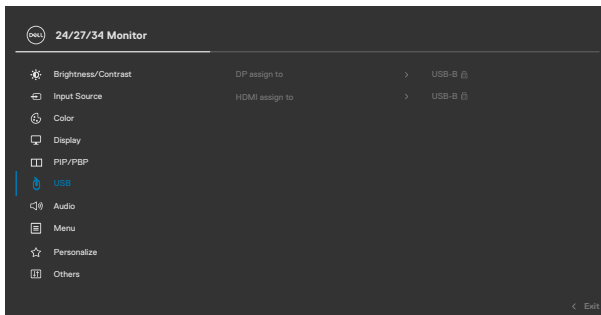 DELL 24/27/34 Monitor
Brightness/Contrast DP assign to > USB-B
Input Source HDMI assign to > USB-B
Color
Display
PIP/PBP
USB
Audio
Menu
Personalize
Others
< Exit